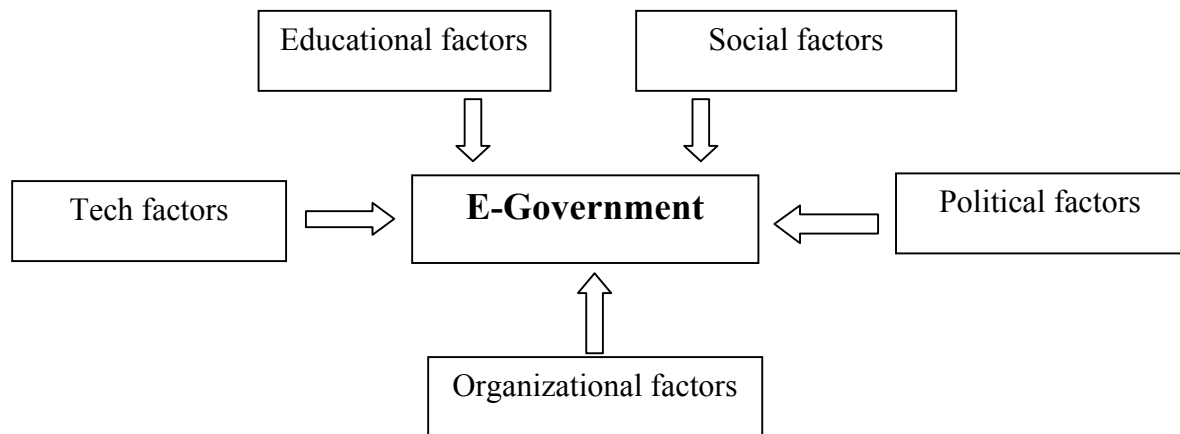 Educational factors
Social factors
Tech factors
E-Government
Political factors
Organizational factors